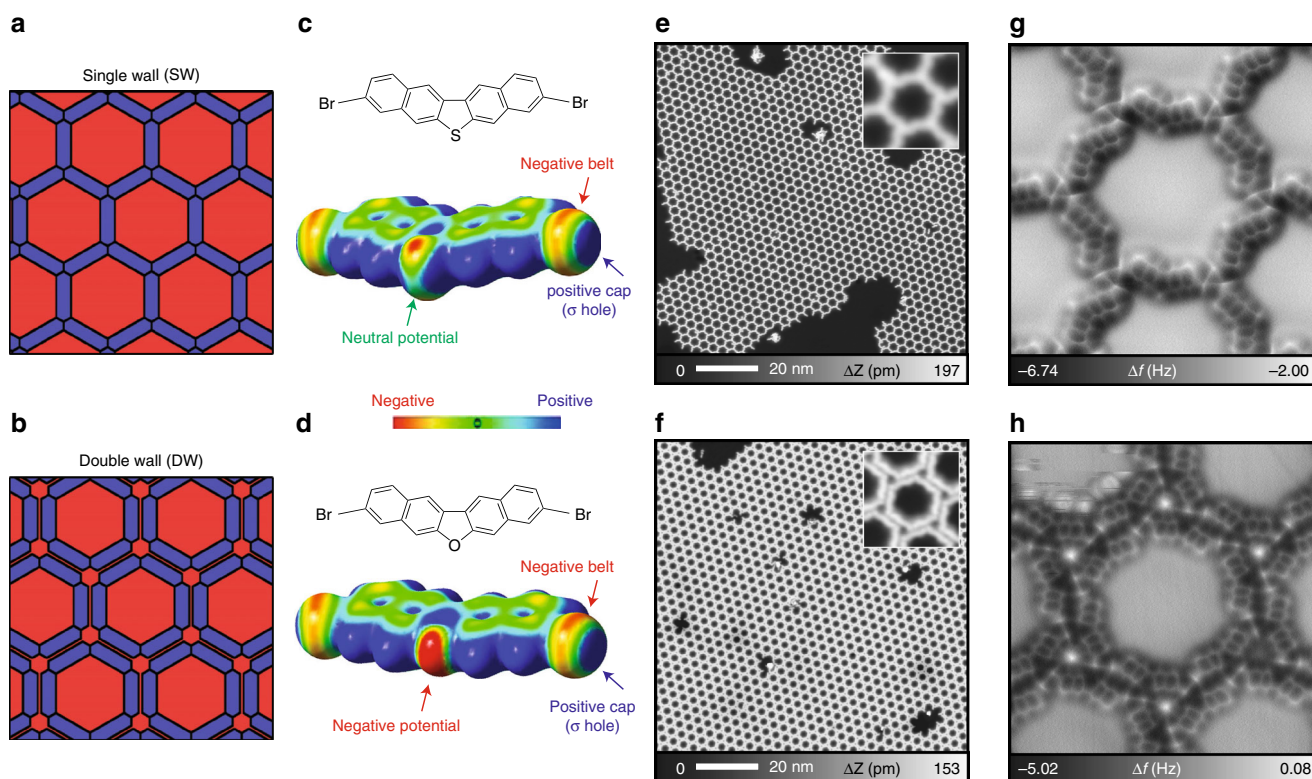 a
Single wall (SW)
b
Double wall (DW)
c
Br
Br
S
Negative belt
positive cap
(σ hole)
Neutral potential
Negative
Positive
0
d
Br
Br
O
Negative belt
Positive cap
(σ hole)
Negative potential
e
0 20 nm ΔZ (pm) 197
f
0 20 nm ΔZ (pm) 153
g
−6.74 Δf (Hz) −2.00
h
−5.02 Δf (Hz) 0.08